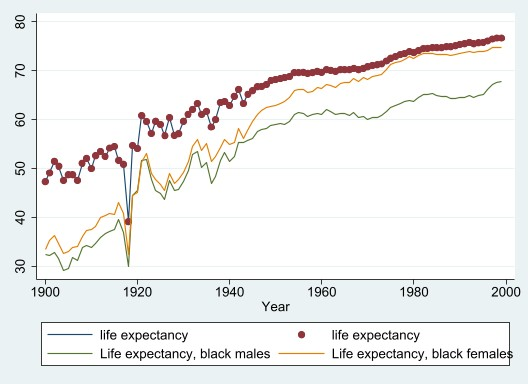 80
70
60
50
40
30
1900 1920 1940 1960 1980 2000
Year
life expectancy life expectancy
Life expectancy, black males Life expectancy, black females